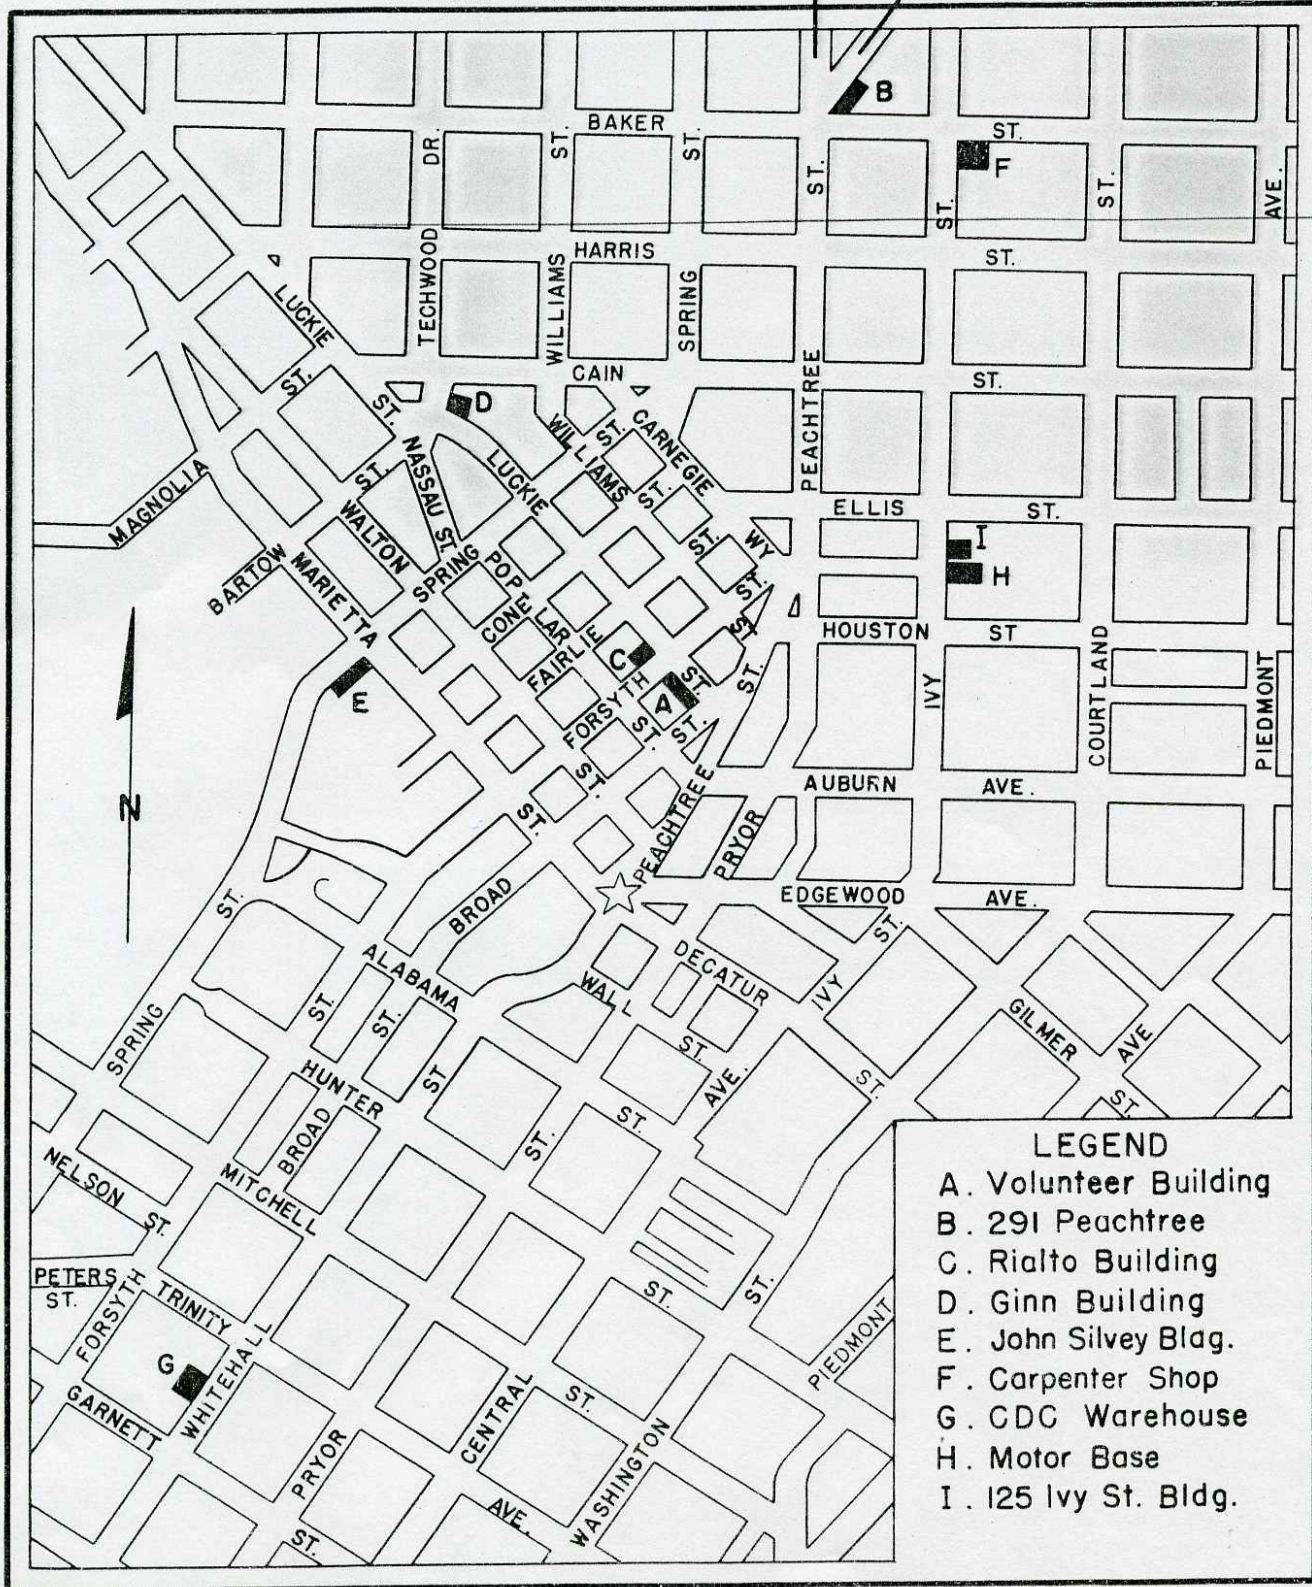 B
BAKER
ST.
F
DR.
ST.
ST.
ST.
ST.
ST.
AVE.
HARRIS
ST.
TECHWOOD
WILLIAMS
SPRING
LUCKIE
ST.
CAIN
ST.
PEACHTREE
D
ST.
NASSAU ST.
LUCKIE
WILLIAMS
ST.
CARNEGIE
WY
ST.
ST.
ST.
ST.
ST.
ELLIS
ST.
I
H
MAGNOLIA
BARTOW
MARIETTA
WALTON
ST.
SPRING
POPLAR
CONE
FAIRLIE
FORSYTH
C
A
ST.
ST.
ST.
ST.
HOUSTON
ST
IVY
COURTLAND
PIEDMONT
E
N
AUBURN
AVE.
PEACHTREE
PRYOR
ST.
ST.
EDGEWOOD
AVE.
BROAD
ST.
ALABAMA
ST
WALL
ST.
DECATUR
ST.
IVY
ST.
GILMER
ST.
AVE
SPRING
ST.
ST.
HUNTER
ST.
BROAD
ST.
AVE.
MITCHELL
ST.
NELSON
ST.
PETERS
ST.
FORSYTH
TRINITY
AVE.
G
WHITEHALL
GARNETT
ST.
PRYOR
CENTRAL
ST.
WASHINGTON
ST.
PIEDMONT
LEGEND
A. Volunteer Building
B. 291 Peachtree
C. Rialto Building
D. Ginn Building
E. John Silvey Bldg.
F. Carpenter Shop
G. CDC Warehouse
H. Motor Base
I. 125 Ivy St. Bldg.